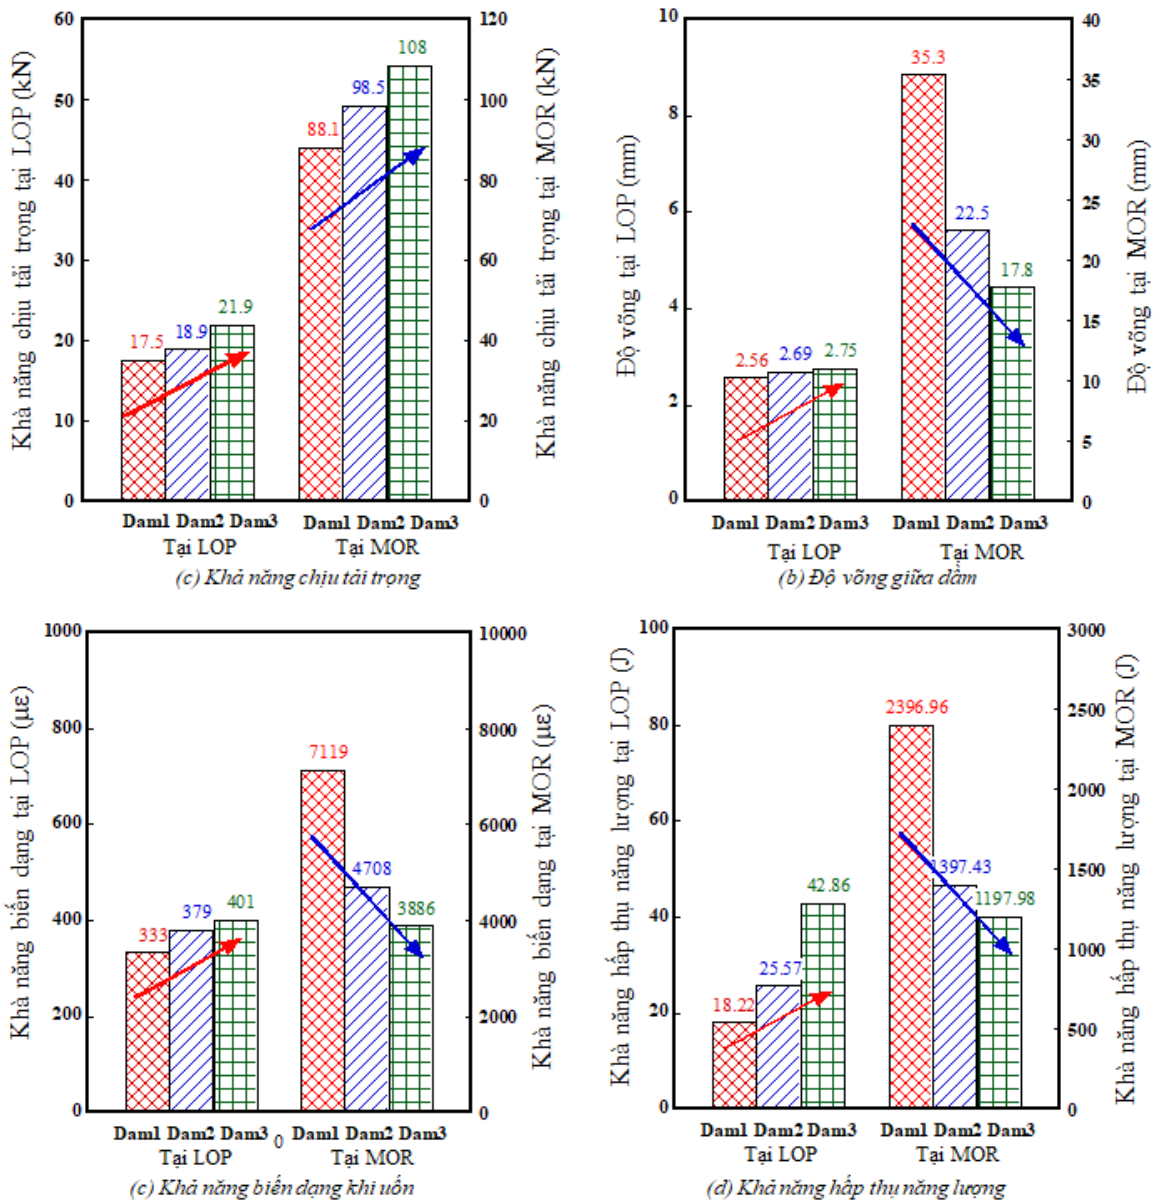 Khả năng chịu tải trọng tại LOP (kN)
60
50
40
30
20
10
0
17.5
18.9
21.9
88.1
98.5
108
120
100
80
60
40
20
0
Khả năng chịu tải trọng tại MOR (kN)
Dam1 Dam2 Dam3
Dam1 Dam2 Dam3
Tại LOP
Tại MOR
(c) Khả năng chịu tải trọng
Độ võng tại LOP (mm)
10
8
6
4
2
0
2.56
2.69
2.75
35.3
22.5
17.8
40
35
30
25
20
15
10
5
0
Độ võng tại MOR (mm)
Dam1 Dam2 Dam3
Dam1 Dam2 Dam3
Tại LOP
Tại MOR
(b) Độ võng giữa dầm
Khả năng biến dạng tại LOP (με)
1000
800
600
400
200
0
333
379
401
7119
4708
3886
10000
8000
6000
4000
2000
0
Khả năng biến dạng tại MOR (με)
Dam1 Dam2 Dam3
0
Dam1 Dam2 Dam3
Tại LOP
Tại MOR
(c) Khả năng biến dạng khi uốn
Khả năng hấp thụ năng lượng tại LOP (J)
100
80
60
40
20
0
18.22
25.57
42.86
2396.96
1397.43
1197.98
3000
2500
2000
1500
1000
500
0
Khả năng hấp thụ năng lượng tại MOR (J)
Dam1 Dam2 Dam3
Dam1 Dam2 Dam3
Tại LOP
Tại MOR
(d) Khả năng hấp thụ năng lượng